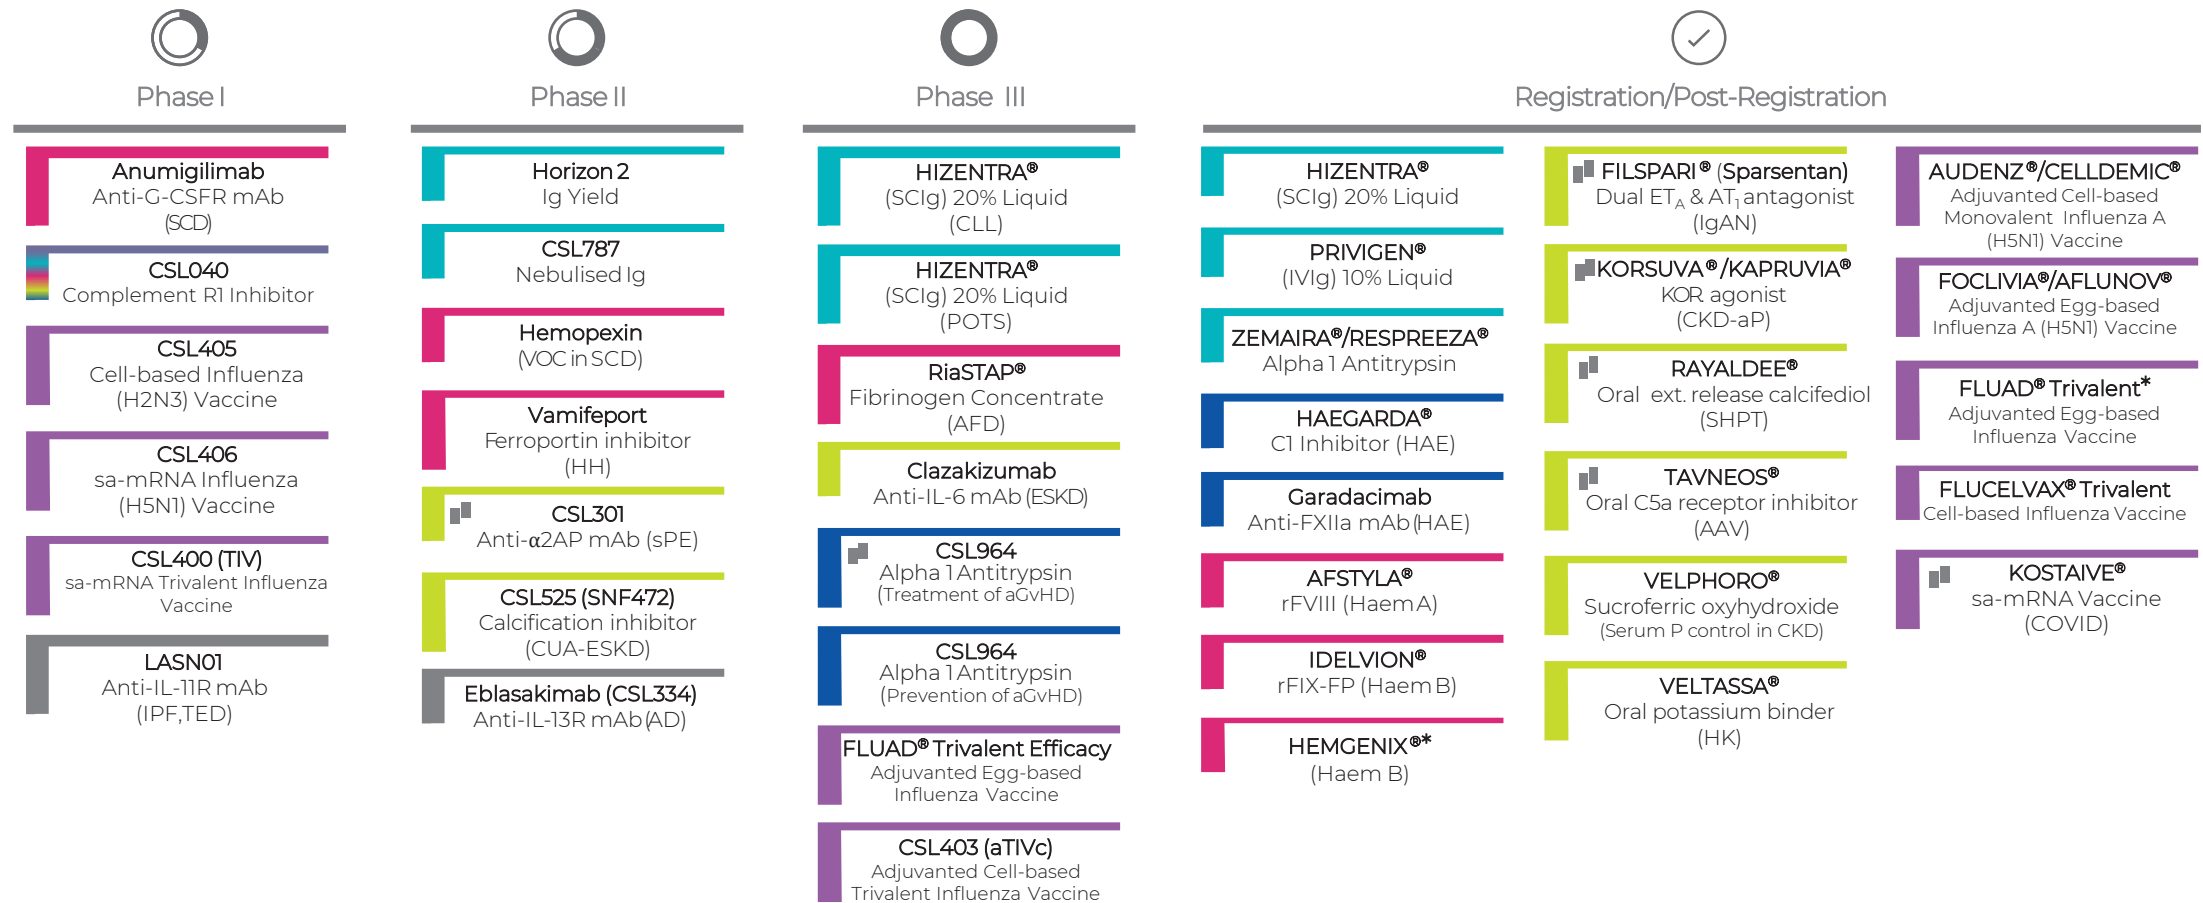 Phase I
Anumigilimab
Anti-G-CSFR mAb
(SCD)
CSL040
Complement R1 Inhibitor
CSL405
Cell-based Influenza
(H2N3) Vaccine
CSL406
sa-mRNA Influenza
(H5N1) Vaccine
CSL400 (TIV)
sa-mRNA Trivalent Influenza
Vaccine
LASN01
Anti-IL-11R mAb
(IPF,TED)
Phase II
Horizon 2
Ig Yield
CSL787
Nebulised Ig
Hemopexin
(VOC in SCD)
Vamifeport
Ferroportin inhibitor
(HH)
CSL301
Anti-α2AP mAb (sPE)
CSL525 (SNF472)
Calcification inhibitor
(CUA-ESKD)
Eblasakimab (CSL334)
Anti-IL-13R mAb (AD)
Phase III
HIZENTRA®
(SCIg) 20% Liquid
(CLL)
HIZENTRA®
(SCIg) 20% Liquid
(POTS)
RiaSTAP®
Fibrinogen Concentrate
(AFD)
Clazakizumab
Anti-IL-6 mAb (ESKD)
CSL964
Alpha 1 Antitrypsin
(Treatment of aGvHD)
CSL964
Alpha 1 Antitrypsin
(Prevention of aGvHD)
FLUAD® Trivalent Efficacy
Adjuvanted Egg-based
Influenza Vaccine
CSL403 (aTIVc)
Adjuvanted Cell-based
Trivalent Influenza Vaccine
Registration/Post-Registration
HIZENTRA®
(SCIg) 20% Liquid
PRIVIGEN®
(IVIg) 10% Liquid
ZEMAIRA®/RESPREEZA®
Alpha 1 Antitrypsin
HAEGARDA®
C1 Inhibitor (HAE)
Garadacimab
Anti-FXIIa mAb (HAE)
AFSTYLA®
rFVIII (Haem A)
IDELVION®
rFIX-FP (Haem B)
HEMGENIX®*
(Haem B)
FILSPARI® (Sparsentan)
Dual ETA & AT1 antagonist
(IgAN)
KORSUVA®/KAPRUVIA®
KOR agonist
(CKD-aP)
RAYALDEE®
Oral ext. release calcifediol
(SHPT)
TAVNEOS®
Oral C5a receptor inhibitor
(AAV)
VELPHORO®
Sucroferric oxyhydroxide
(Serum P control in CKD)
VELTASSA®
Oral potassium binder
(HK)
AUDENZ®/CELLDEMIC®
Adjuvanted Cell-based
Monovalent Influenza A
(H5N1) Vaccine
FOCLIVIA®/AFLUNOV®
Adjuvanted Egg-based
Influenza A (H5N1) Vaccine
FLUAD® Trivalent*
Adjuvanted Egg-based
Influenza Vaccine
FLUCELVAX® Trivalent
Cell-based Influenza Vaccine
KOSTAIVE®
sa-mRNA Vaccine
(COVID)